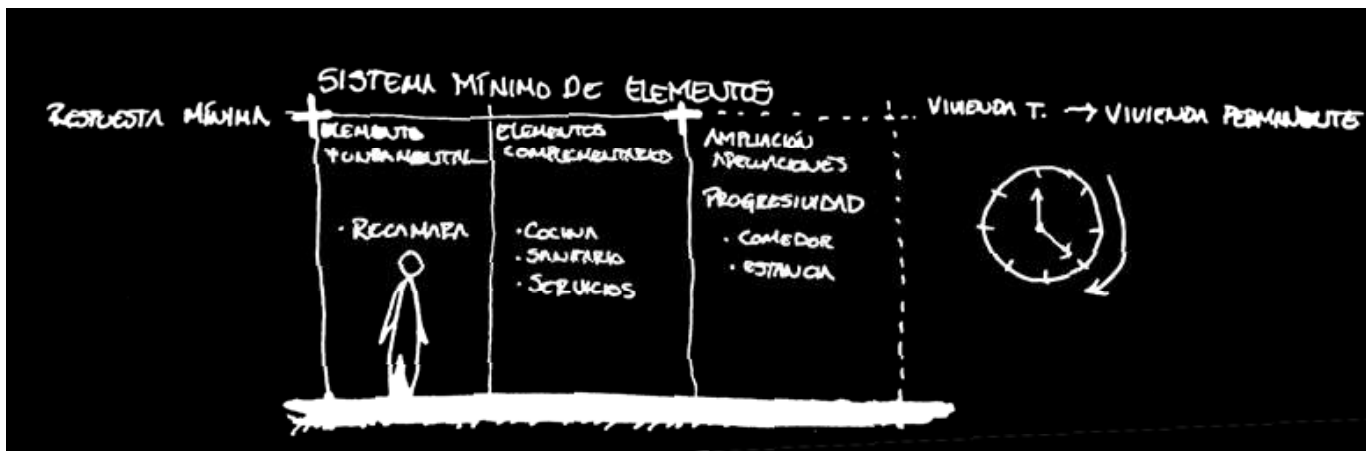 SISTEMA MÍNIMO DE ELEMENTOS
RESPUESTA MÍNIMA
ELEMENTO
FUNDAMENTAL
• RECAMARA
ELEMENTOS
COMPLEMENTARIOS
• COCINA
• SANITARIO
• SERVICIOS
AMPLIACIÓN
PROGRESIVIDAD
• COMEDOR
• ESTANCIA
VIVIENDA T. → VIVIENDA PERMANENTE